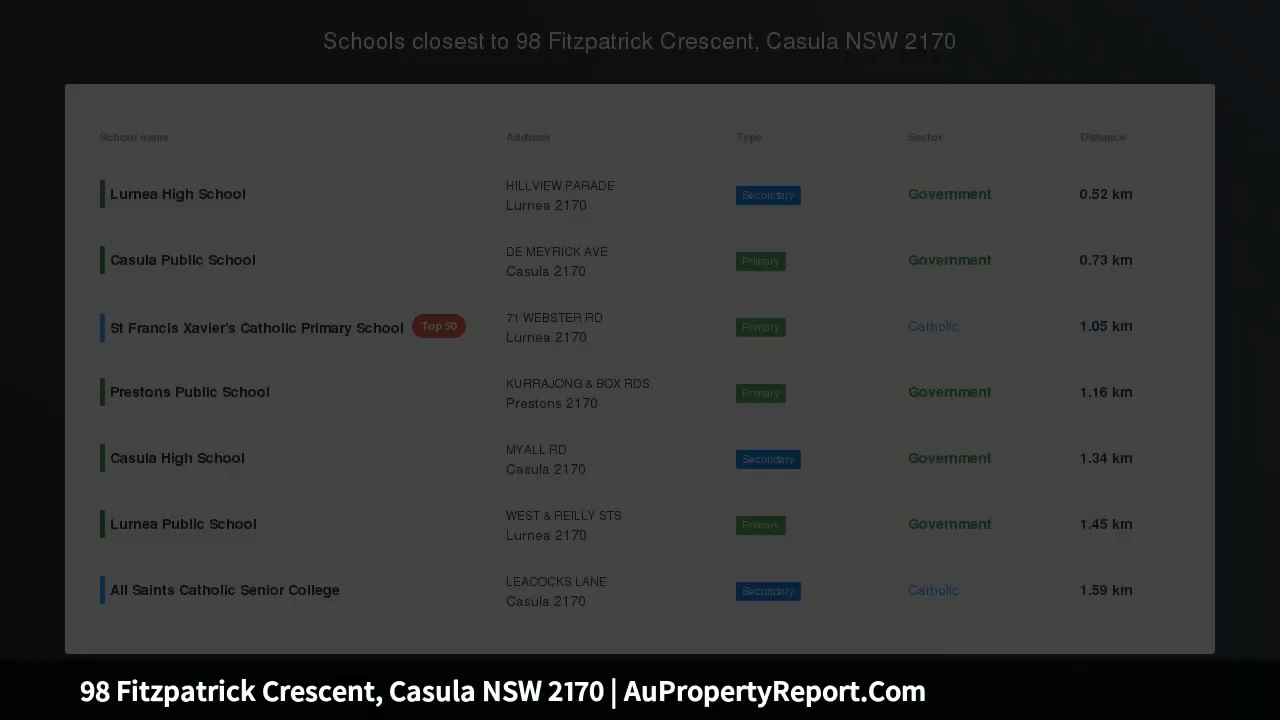 Schools closest to 98 Fitzpatrick Crescent, Casula NSW 2170
School name Address Type Sector Distance
Lurnea High School HILLVIEW PARADE Lurnea 2170 Secondary Government 0.52 km
Casula Public School DE MEYRICK AVE Casula 2170 Primary Government 0.73 km
St Francis Xavier's Catholic Primary School Top 50 71 WEBSTER RD Lurnea 2170 Primary Catholic 1.05 km
Prestons Public School KURRAJONG & BOX RDS Prestons 2170 Primary Government 1.16 km
Casula High School MYALL RD Casula 2170 Secondary Government 1.34 km
Lurnea Public School WEST & REILLY STS Lurnea 2170 Primary Government 1.45 km
All Saints Catholic Senior College LEACOCKS LANE Casula 2170 Secondary Catholic 1.59 km
98 Fitzpatrick Crescent, Casula NSW 2170 | AuPropertyReport.Com